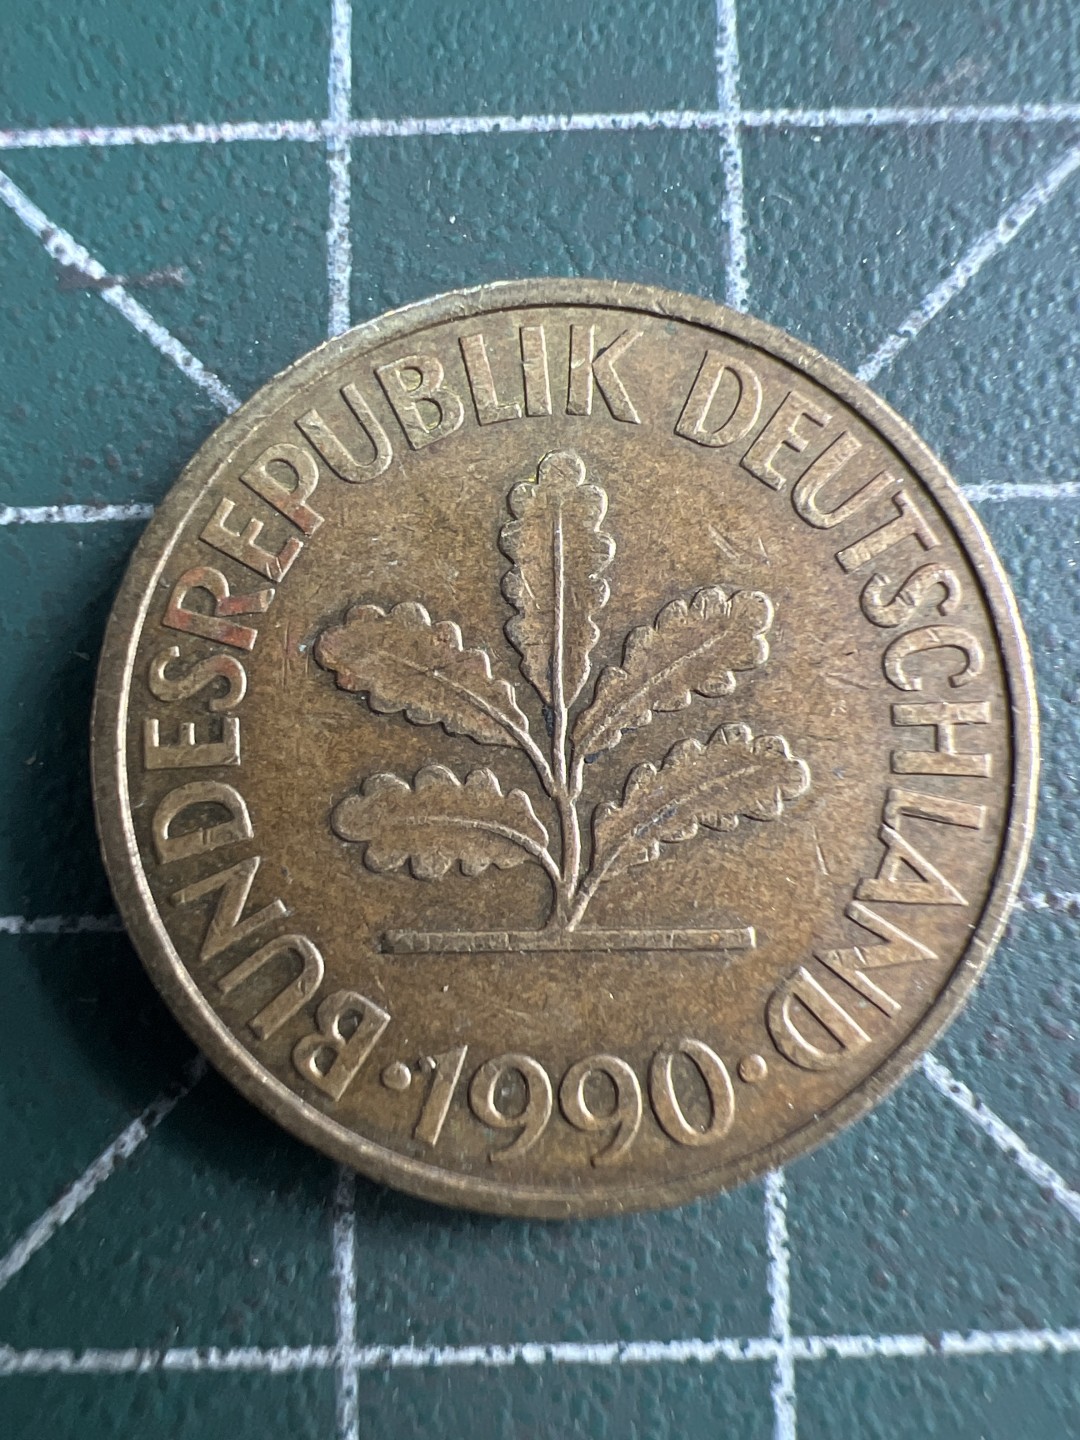 BUNDESREPUBLIK DEUTSCHLAND
·1990·